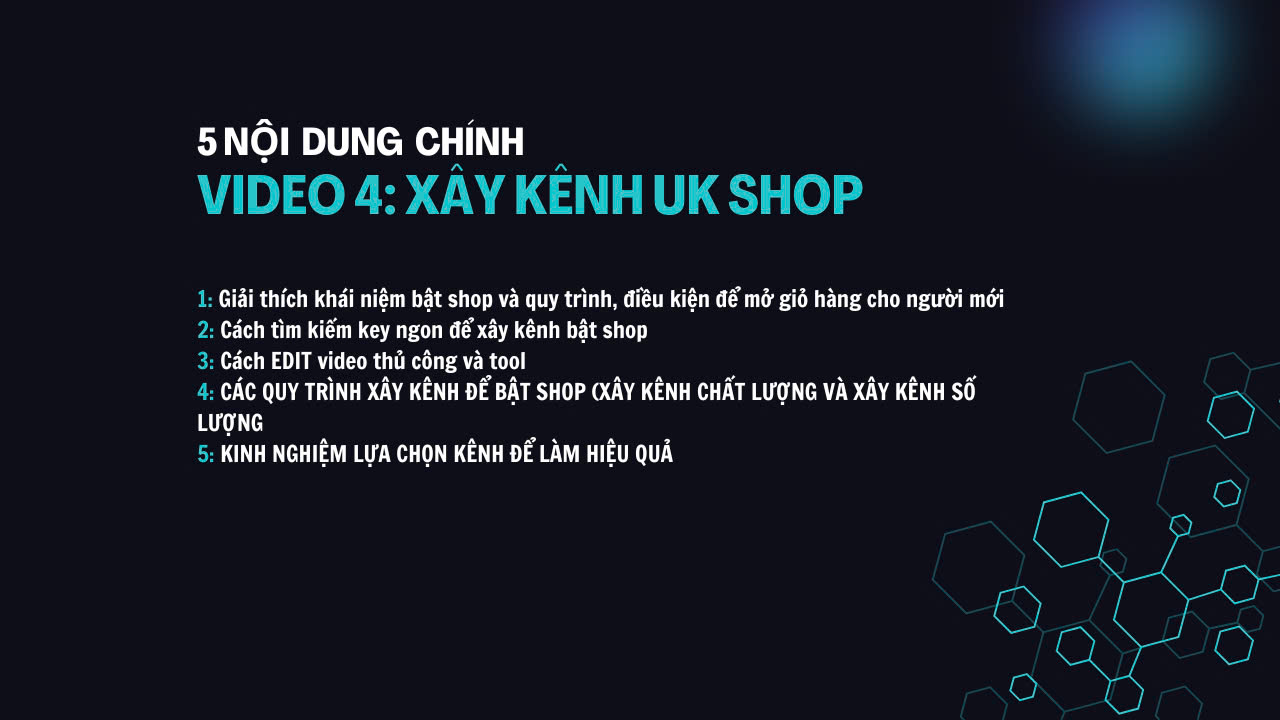 5 NỘI DUNG CHÍNH
VIDEO 4: XÂY KÊNH UK SHOP
1: Giải thích khái niệm bật shop và quy trình, điều kiện để mở giỏ hàng cho người mới
2: Cách tìm kiếm key ngon để xây kênh bật shop
3: Cách EDIT video thủ công và tool
4: CÁC QUY TRÌNH XÂY KÊNH ĐỂ BẬT SHOP (XÂY KÊNH CHẤT LƯỢNG VÀ XÂY KÊNH SỐ
LƯỢNG
5: KINH NGHIỆM LỰA CHỌN KÊNH ĐỂ LÀM HIỆU QUẢ